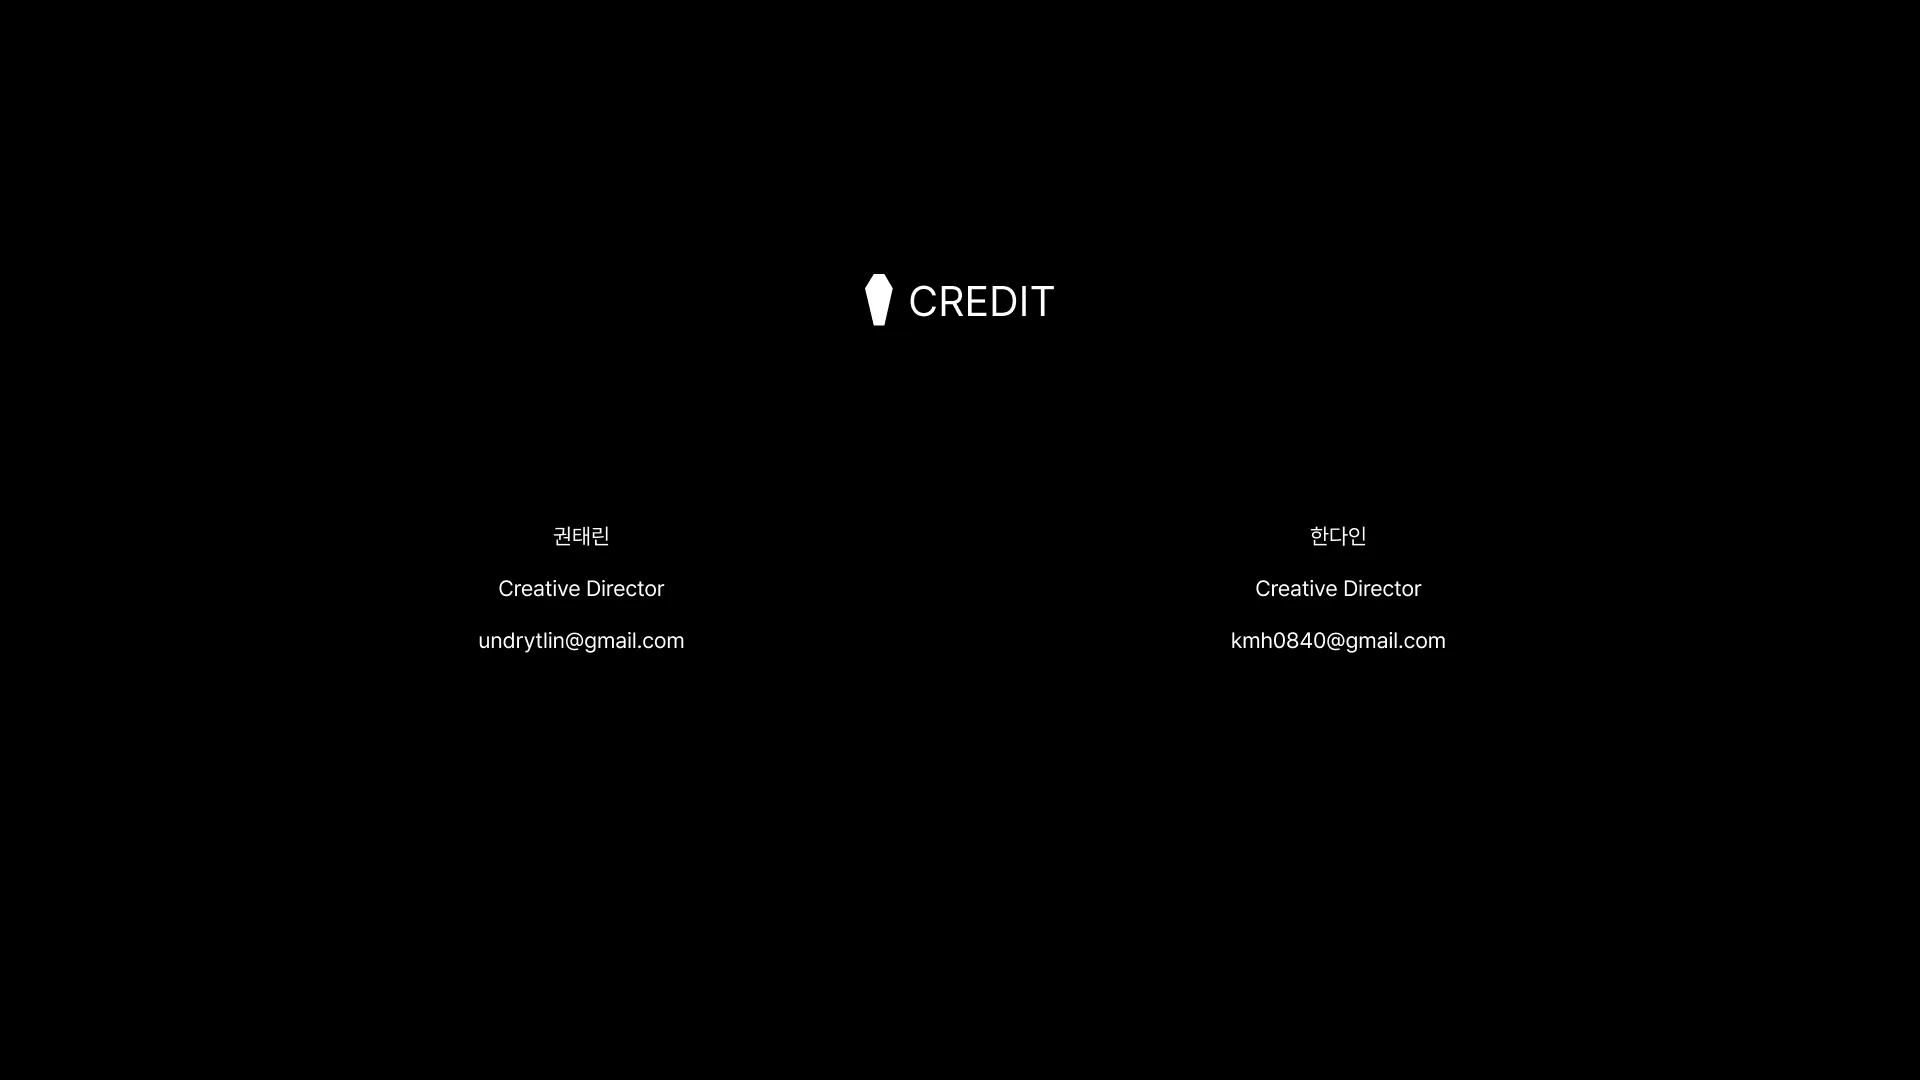 CREDIT
권태린
Creative Director
undrytlin@gmail.com
한다인
Creative Director
kmh0840@gmail.com